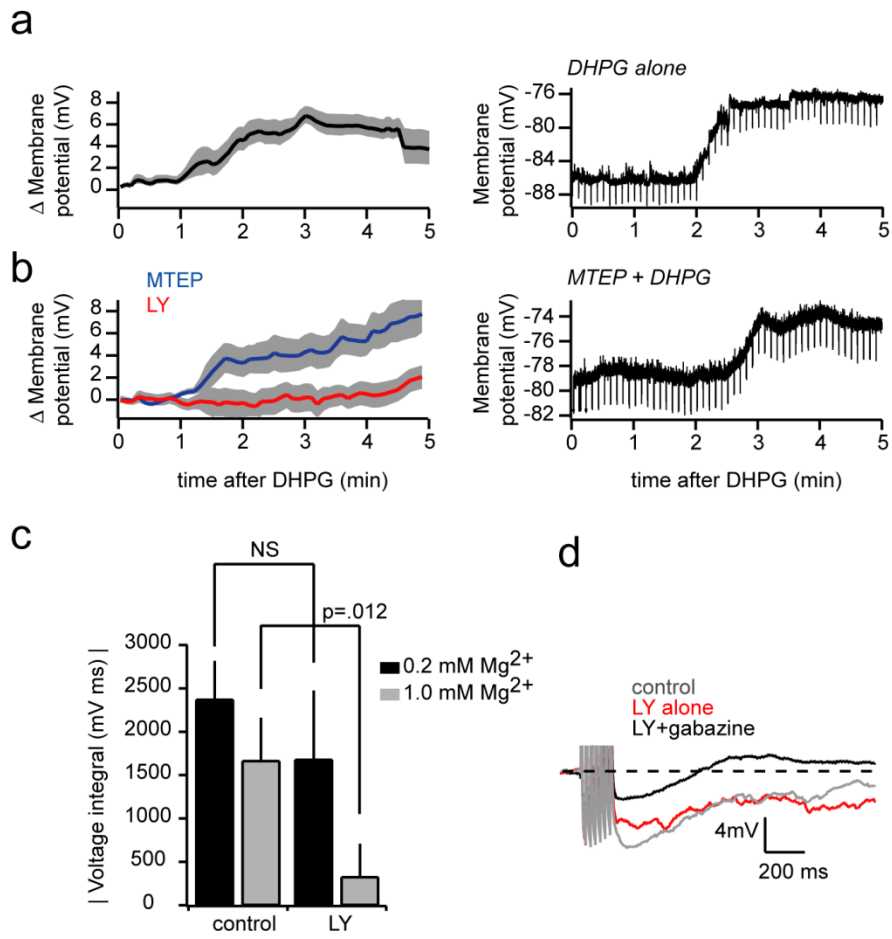 a
DHPG alone
Δ Membrane
potential (mV)
8
6
4
2
0
0 1 2 3 4 5
Membrane
potential (mV)
-76
-80
-84
-88
0 1 2 3 4 5
b
MTEP
LY
MTEP + DHPG
Δ Membrane
potential (mV)
8
6
4
2
0
0 1 2 3 4 5
time after DHPG (min)
Membrane
potential (mV)
-74
-78
-79
-82
0 1 2 3 4 5
time after DHPG (min)
c
NS
p=.012
| Voltage integral (mV ms) |
3000
2500
2000
1500
1000
500
0
control LY
0.2 mM Mg2+
1.0 mM Mg2+
d
control
LY alone
LY+gabazine
4mV
200 ms